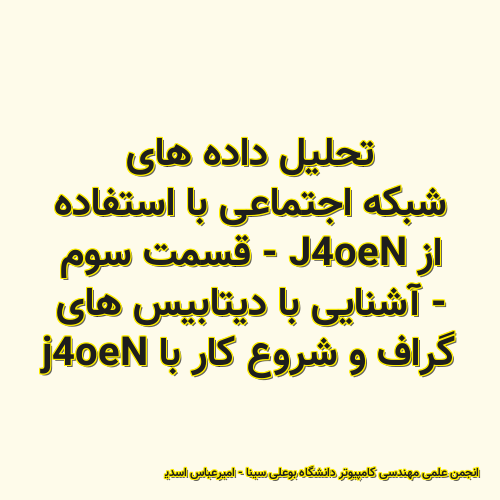 تحلیل داده های
شبکه اجتماعی با استفاده
از J4oeN - قسمت سوم
- آشنایی با دیتابیس های
گراف و شروع کار با j4oeN
انجمن علمی مهندسی کامپیوتر دانشگاه بوعلی سینا - امیرعباس اسدی